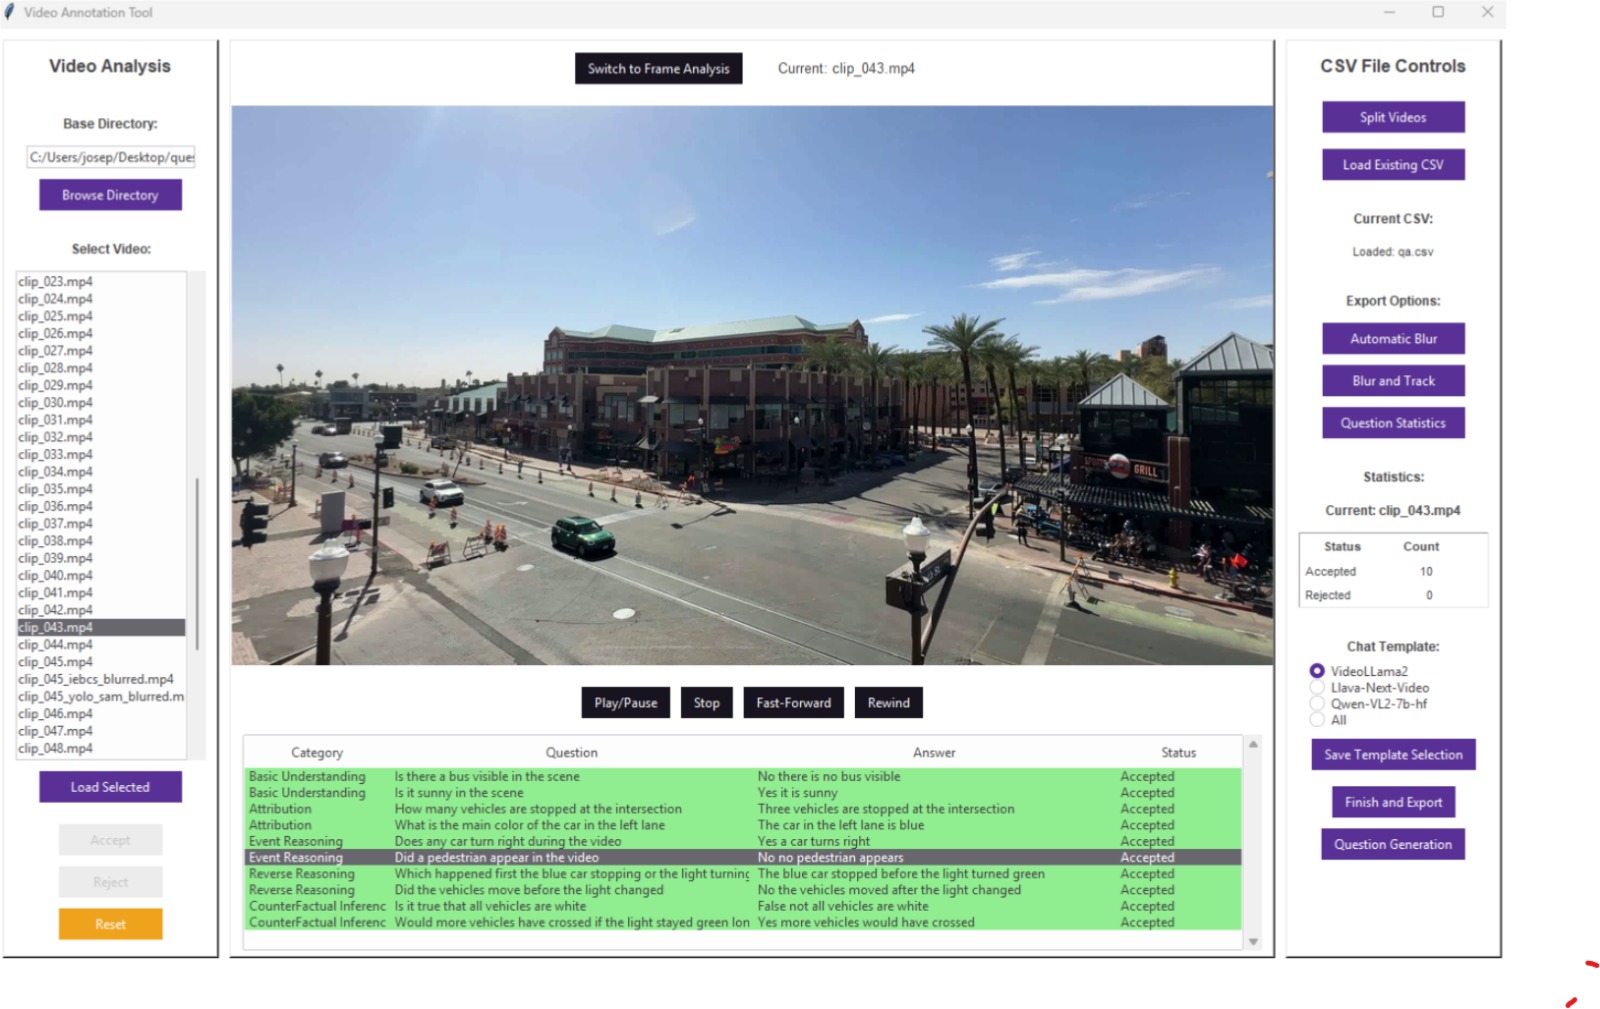 Video Annotation Tool
Video Analysis
Base Directory:
C:/Users/josep/Desktop/que
Browse Directory
Select Video:
clip_023.mp4
clip_024.mp4
clip_025.mp4
clip_026.mp4
clip_027.mp4
clip_028.mp4
clip_029.mp4
clip_030.mp4
clip_031.mp4
clip_032.mp4
clip_033.mp4
clip_034.mp4
clip_035.mp4
clip_036.mp4
clip_037.mp4
clip_038.mp4
clip_039.mp4
clip_040.mp4
clip_041.mp4
clip_042.mp4
clip_043.mp4
clip_044.mp4
clip_045.mp4
clip_045_iebcs_blurred.mp4
clip_045_yolo_sam_blurred.m
clip_046.mp4
clip_047.mp4
clip_048.mp4
Load Selected
Accept
Reject
Reset
Switch to Frame Analysis Current: clip_043.mp4
GRILL
Play/Pause Stop Fast-Forward Rewind
Category Question Answer Status
Basic Understanding Is there a bus visible in the scene No there is no bus visible Accepted
Basic Understanding Is it sunny in the scene Yes it is sunny Accepted
Attribution How many vehicles are stopped at the intersection Three vehicles are stopped at the intersection Accepted
Attribution What is the main color of the car in the left lane The car in the left lane is blue Accepted
Event Reasoning Does any car turn right during the video Yes a car turns right Accepted
Event Reasoning Did a pedestrian appear in the video No no pedestrian appears Accepted
Reverse Reasoning Which happened first the blue car stopping or the light turning The blue car stopped before the light turned green Accepted
Reverse Reasoning Did the vehicles move before the light changed No the vehicles moved after the light changed Accepted
CounterFactual Inferenc Is it true that all vehicles are white False not all vehicles are white Accepted
CounterFactual Inferenc Would more vehicles have crossed if the light stayed green lon Yes more vehicles would have crossed Accepted
CSV File Controls
Split Videos
Load Existing CSV
Current CSV:
Loaded: qa.csv
Export Options:
Automatic Blur
Blur and Track
Question Statistics
Statistics:
Current: clip_043.mp4
Status Count
Accepted 10
Rejected 0
Chat Template:
VideoLLama2
Llava-Next-Video
Qwen-VL2-7b-hf
All
Save Template Selection
Finish and Export
Question Generation